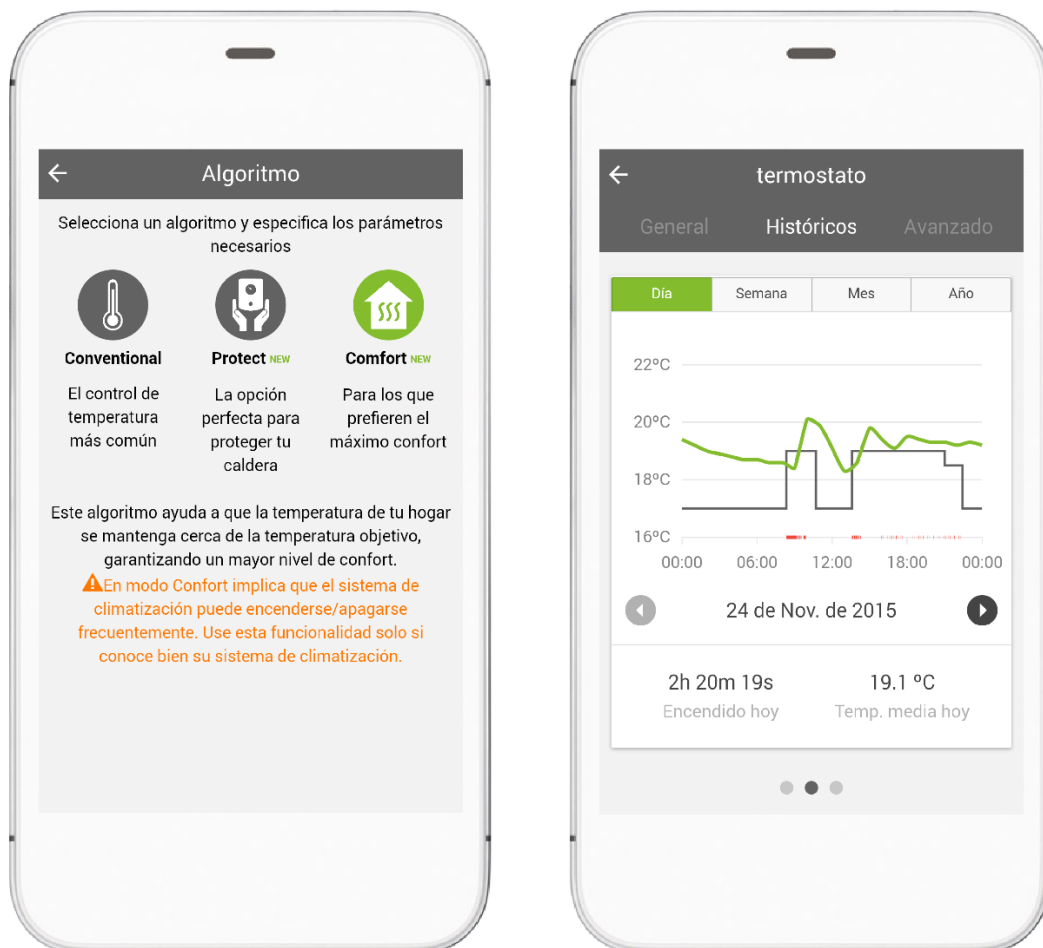 Algoritmo
Selecciona un algoritmo y especifica los parámetros
necesarios
Conventional
El control de
temperatura
más común
Protect NEW
La opción
perfecta para
proteger tu
caldera
Comfort NEW
Para los que
prefieren el
máximo confort
Este algoritmo ayuda a que la temperatura de tu hogar
se mantenga cerca de la temperatura objetivo,
garantizando un mayor nivel de confort.
En modo Confort implica que el sistema de
climatización puede encenderse/apagarse
frecuentemente. Use esta funcionalidad solo si
conoce bien su sistema de climatización.
termostato
General Históricos Avanzado
Día Semana Mes Año
22ºC
20ºC
18ºC
16ºC
00:00 06:00 12:00 18:00 00:00
24 de Nov. de 2015
2h 20m 19s 19.1 ºC
Encendido hoy Temp. media hoy